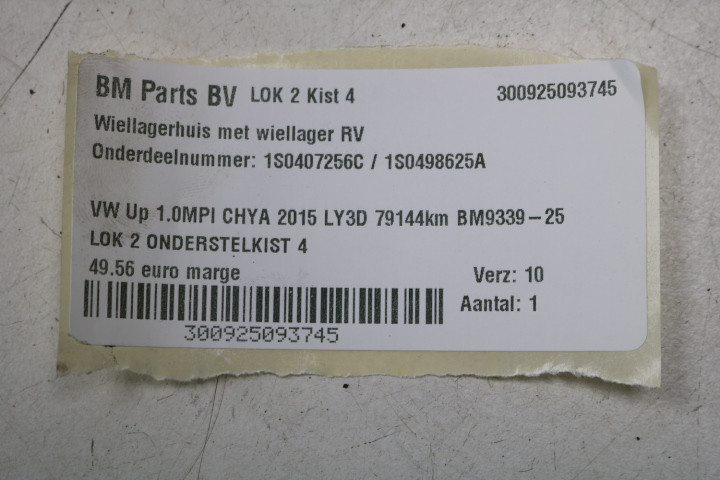 BM Parts BV LOK 2 Kist 4 300925093745
Wiellagerhuis met wiellager RV
Onderdeelnummer: 1S0407256C / 1S0498625A
VW Up 1.0MPI CHYA 2015 LY3D 79144km BM9339-25
LOK 2 ONDERSTELKIST 4
49.56 euro marge Verz: 10
Aantal: 1
300925093745